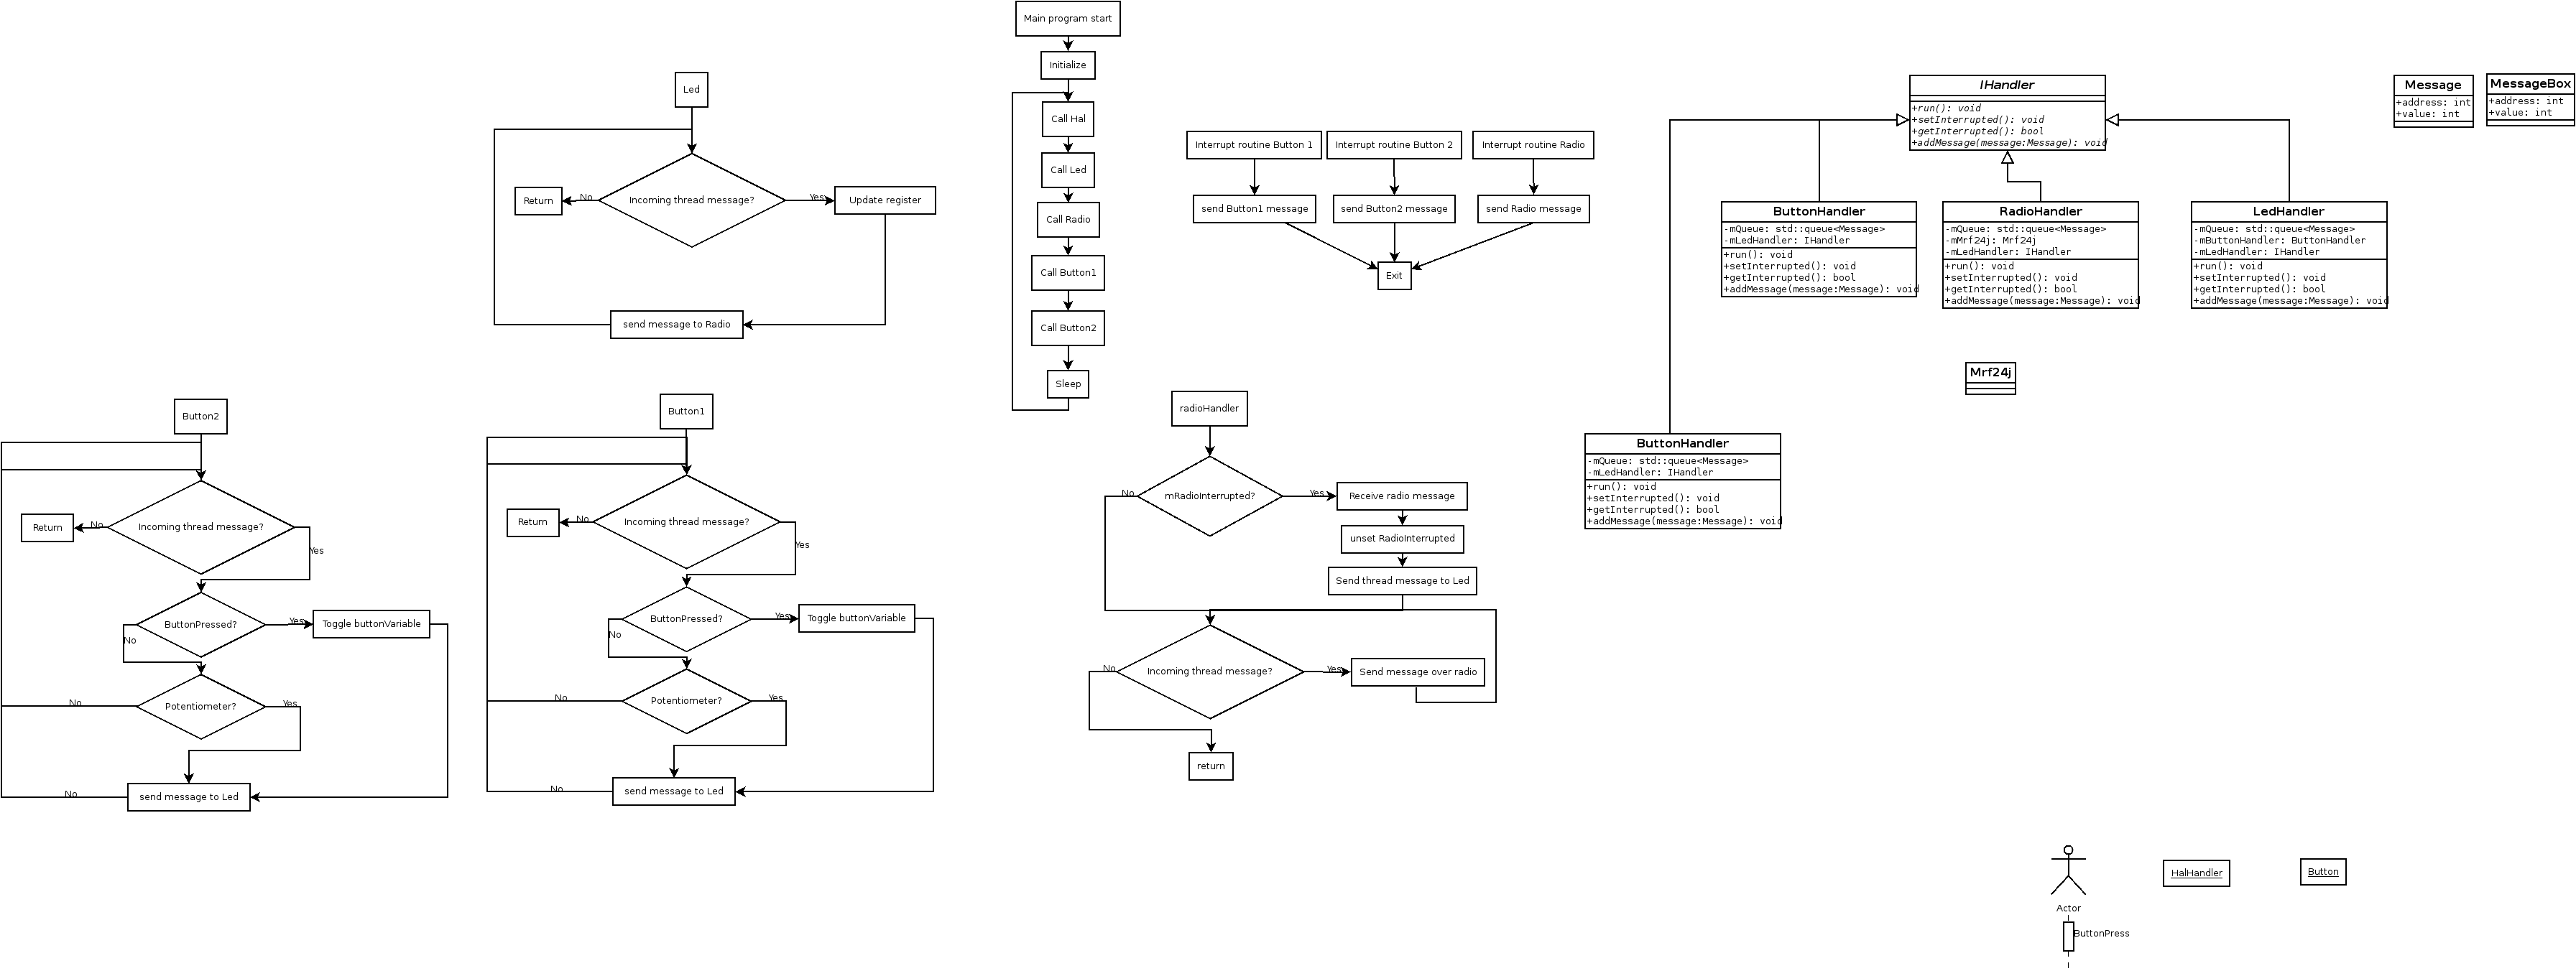 Main program start
Initialize
Call Hal
Call Led
Call Radio
Call Button1
Call Button2
Sleep
Led
Incoming thread message?
No
Return
Yes
Update register
send message to Radio
Interrupt routine Button 1
Interrupt routine Button 2
Interrupt routine Radio
send Button1 message
send Button2 message
send Radio message
Exit
IHandler
+run(): void
+setInterrupted(): void
+getInterrupted(): bool
+addMessage(message:Message): void
Message
+address: int
+value: int
MessageBox
+address: int
+value: int
ButtonHandler
-mQueue: std::queue<Message>
-mLedHandler: IHandler
+run(): void
+setInterrupted(): void
+getInterrupted(): bool
+addMessage(message:Message): void
RadioHandler
-mQueue: std::queue<Message>
-mMrf24j: Mrf24j
-mLedHandler: IHandler
+run(): void
+setInterrupted(): void
+getInterrupted(): bool
+addMessage(message:Message): void
LedHandler
-mQueue: std::queue<Message>
-mButtonHandler: ButtonHandler
-mLedHandler: IHandler
+run(): void
+setInterrupted(): void
+getInterrupted(): bool
+addMessage(message:Message): void
Mrf24j
ButtonHandler
-mQueue: std::queue<Message>
-mLedHandler: IHandler
+run(): void
+setInterrupted(): void
+getInterrupted(): bool
+addMessage(message:Message): void
Button2
Incoming thread message?
No
Return
Yes
ButtonPressed?
Yes
Toggle buttonVariable
No
Potentiometer?
No
Yes
send message to Led
No
Button1
Incoming thread message?
No
Return
Yes
ButtonPressed?
Yes
Toggle buttonVariable
No
Potentiometer?
No
Yes
send message to Led
No
radioHandler
mRadioInterrupted?
No
Yes
Receive radio message
unset RadioInterrupted
Send thread message to Led
Incoming thread message?
No
Yes
Send message over radio
return
Actor
HalHandler
Button
ButtonPress